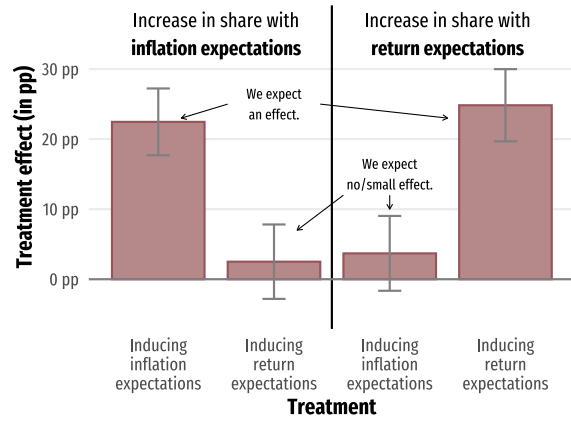 Increase in share with
inflation expectations
Increase in share with
return expectations
Treatment effect (in pp)
30 pp
20 pp
10 pp
0 pp
We expect
an effect.
We expect
no/small effect.
Inducing
inflation
expectations
Inducing
return
expectations
Inducing
inflation
expectations
Inducing
return
expectations
Treatment